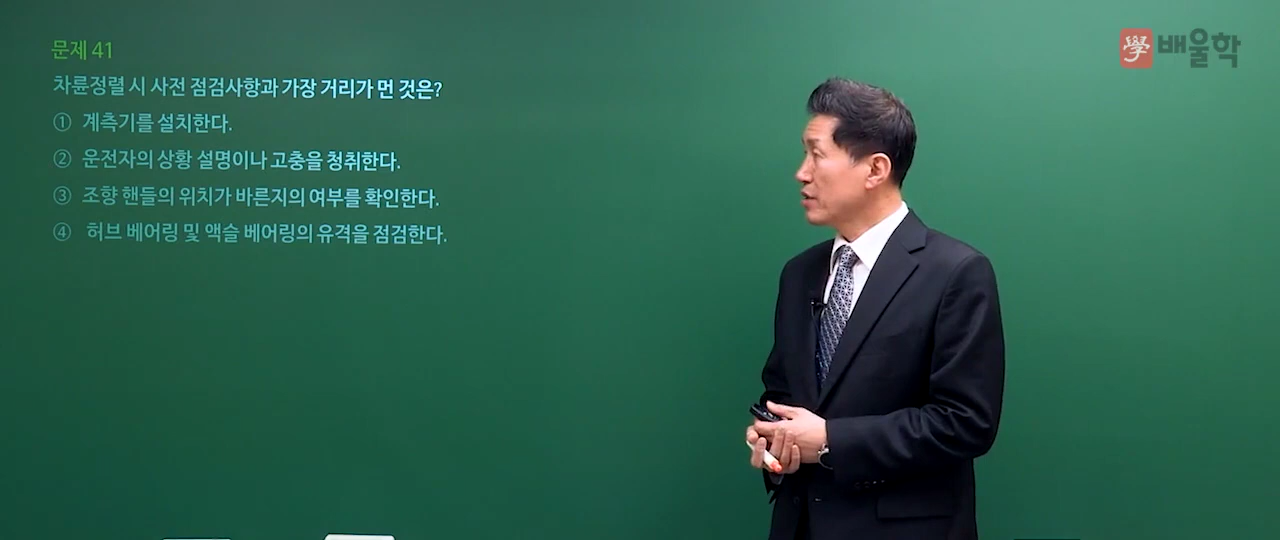 문제 41
차륜정렬 시 사전 점검사항과 가장 거리가 먼 것은?
① 계측기를 설치한다.
② 운전자의 상황 설명이나 고충을 청취한다.
③ 조향 핸들의 위치가 바른지의 여부를 확인한다.
④ 허브 베어링 및 액슬 베어링의 유격을 점검한다.
學 배울학